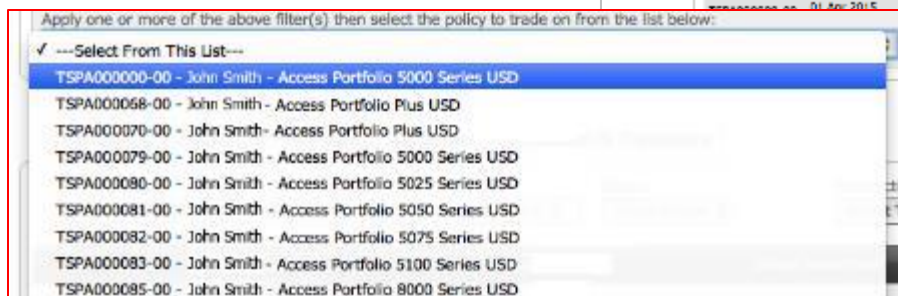 Apply one or more of the above filter(s) then select the policy to trade on from the list below:
01 Apr 2015
✓ ---Select From This List---
TSPA000000-00 - John Smith - Access Portfolio 5000 Series USD
TSPA000068-00 - John Smith - Access Portfolio Plus USD
TSPA000070-00 - John Smith- Access Portfolio Plus USD
TSPA000079-00 - John Smith - Access Portfolio 5000 Series USD
TSPA000080-00 - John Smith - Access Portfolio 5025 Series USD
TSPA000081-00 - John Smith - Access Portfolio 5050 Series USD
TSPA000082-00 - John Smith - Access Portfolio 5075 Series USD
TSPA000083-00 - John Smith - Access Portfolio 5100 Series USD
TSPA000085-00 - John Smith - Access Portfolio 8000 Series USD